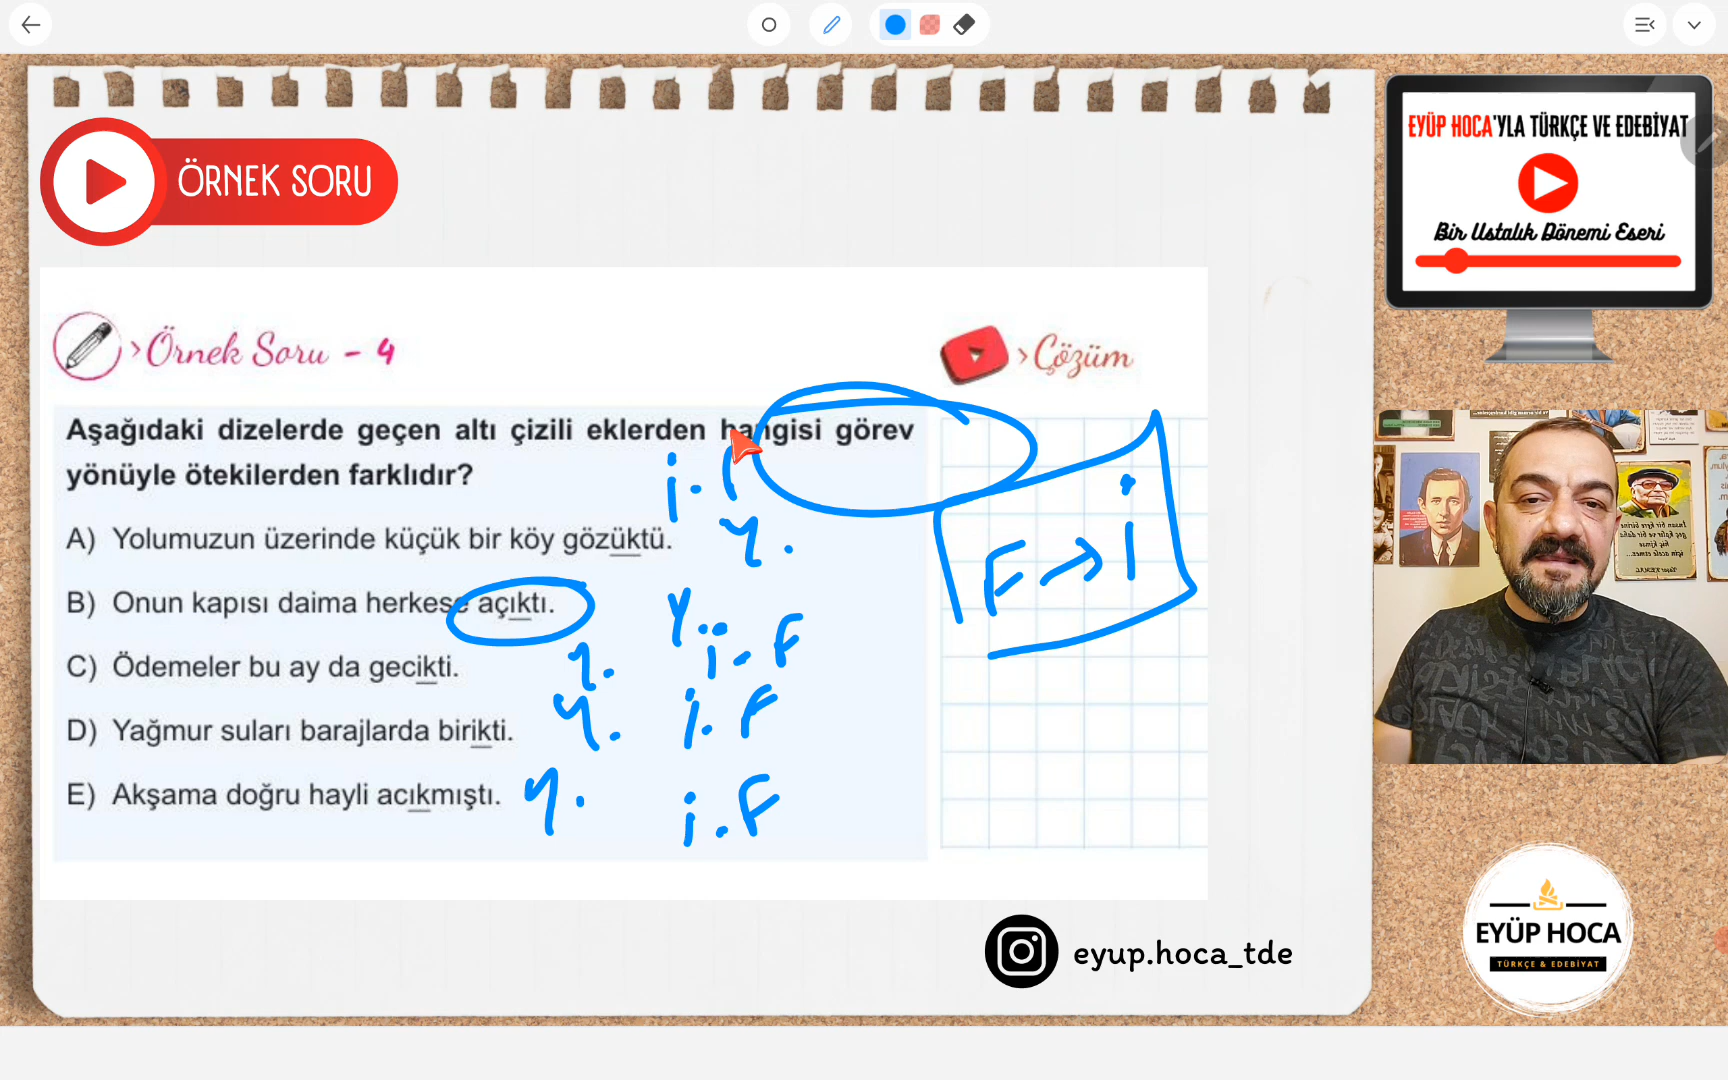 ÖRNEK SORU
Örnek Soru - 4
Çözüm
Aşağıdaki dizelerde geçen altı çizili eklerden hangisi görev
yönüyle ötekilerden farklıdır?
A) Yolumuzun üzerinde küçük bir köy gözüktü.
B) Onun kapısı daima herkese açıktı.
C) Ödemeler bu ay da gecikti.
D) Yağmur suları barajlarda birikti.
E) Akşama doğru hayli acıkmıştı.
i. F
y.
y.
i. F
y.
i. F
y.
i. F
F → i
eyup.hoca_tde
EYÜP HOCA'YLA TÜRKÇE VE EDEBİYAT
Bir Ustalık Dönemi Eseri
EYÜP HOCA
TÜRKÇE & EDEBİYAT